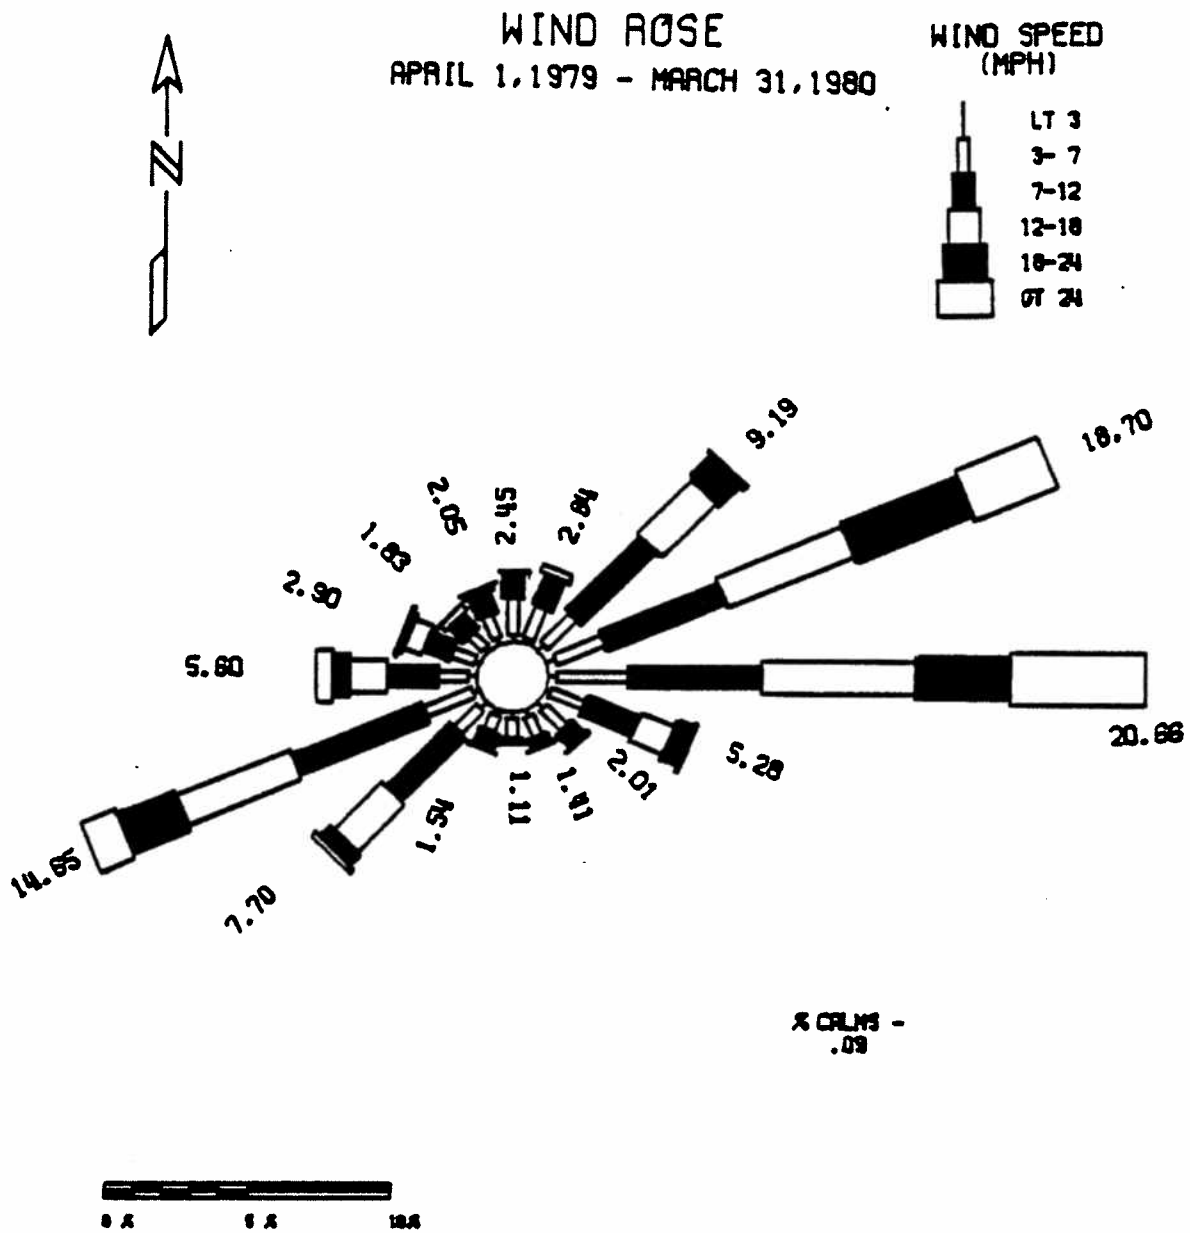 WIND ROSE
APRIL 1,1979 - MARCH 31,1980
WIND SPEED
(MPH)
LT 3
3- 7
7-12
12-18
18-24
GT 24
N
9.19
18.70
2.84
2.45
2.05
1.83
2.90
5.60
20.66
5.28
2.01
1.41
1.11
1.54
7.70
14.65
% CALMS -
.09
0 % 5 % 10%